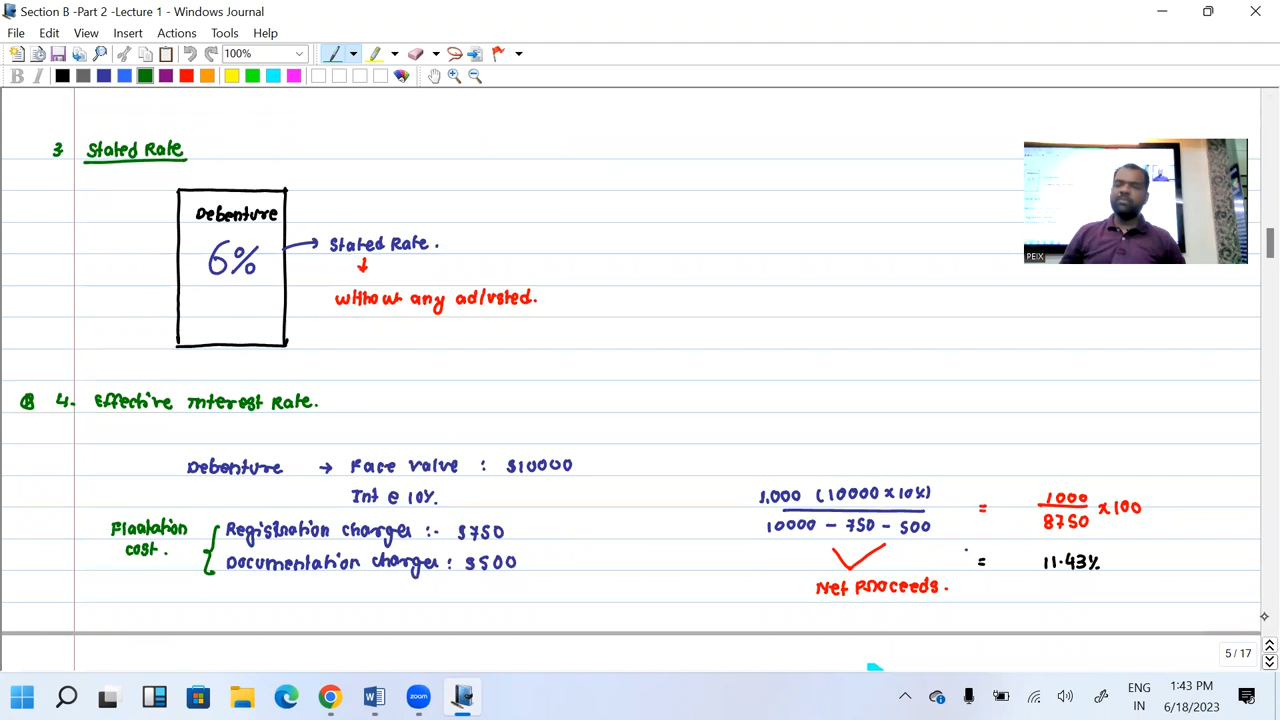 Section B -Part 2 -Lecture 1 - Windows Journal
File Edit View Insert Actions Tools Help
100%
B I
3 Stated Rate
Debenture
6%
Stated Rate.
without any adjusted.
PEIX
B 4. Effective Interest Rate.
Debenture → Face Value : $10000
Int @ 10%.
Floatation cost.
Registration charges :- $750
Documentation charges : $500
1,000 (10000 x 10%)
10000 - 750 - 500
= 1000
8750
x 100
Net Proceeds.
= 11.43%
5 / 17
zoom
ENG
IN
1:43 PM
6/18/2023